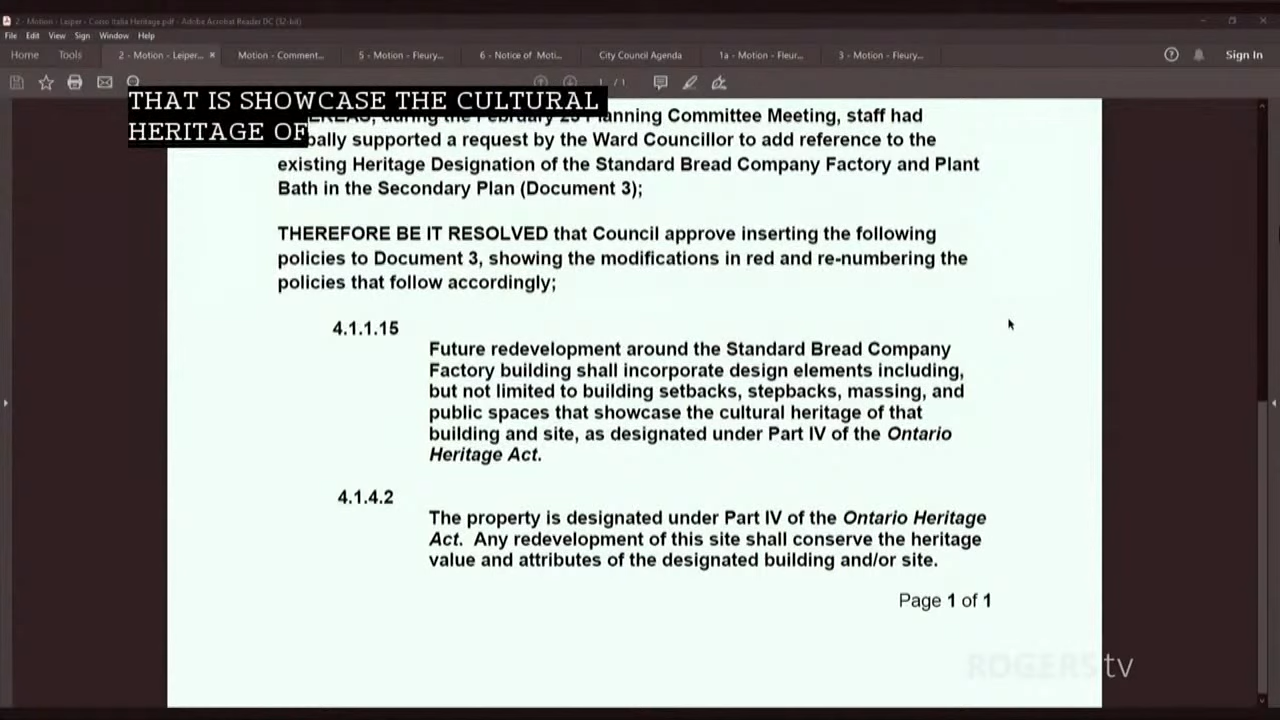 2 - Motion - Leiper - Corso Italia Heritage.pdf - Adobe Acrobat Reader DC (32-bit)
File Edit View Sign Window Help
Home Tools 2 - Motion - Leiper... × Motion - Comment... 5 - Motion - Fleury... 6 - Notice of Moti... City Council Agenda 1a - Motion - Fleur... 3 - Motion - Fleury... Sign In
THAT IS SHOWCASE THE CULTURAL
HERITAGE OF
during the February Planning Committee Meeting, staff had
supported a request by the Ward Councillor to add reference to the
existing Heritage Designation of the Standard Bread Company Factory and Plant
Bath in the Secondary Plan (Document 3);
THEREFORE BE IT RESOLVED that Council approve inserting the following
policies to Document 3, showing the modifications in red and re-numbering the
policies that follow accordingly;
4.1.1.15
Future redevelopment around the Standard Bread Company
Factory building shall incorporate design elements including,
but not limited to building setbacks, stepbacks, massing, and
public spaces that showcase the cultural heritage of that
building and site, as designated under Part IV of the Ontario
Heritage Act.
4.1.4.2
The property is designated under Part IV of the Ontario Heritage
Act. Any redevelopment of this site shall conserve the heritage
value and attributes of the designated building and/or site.
Page 1 of 1
ROGERS tv